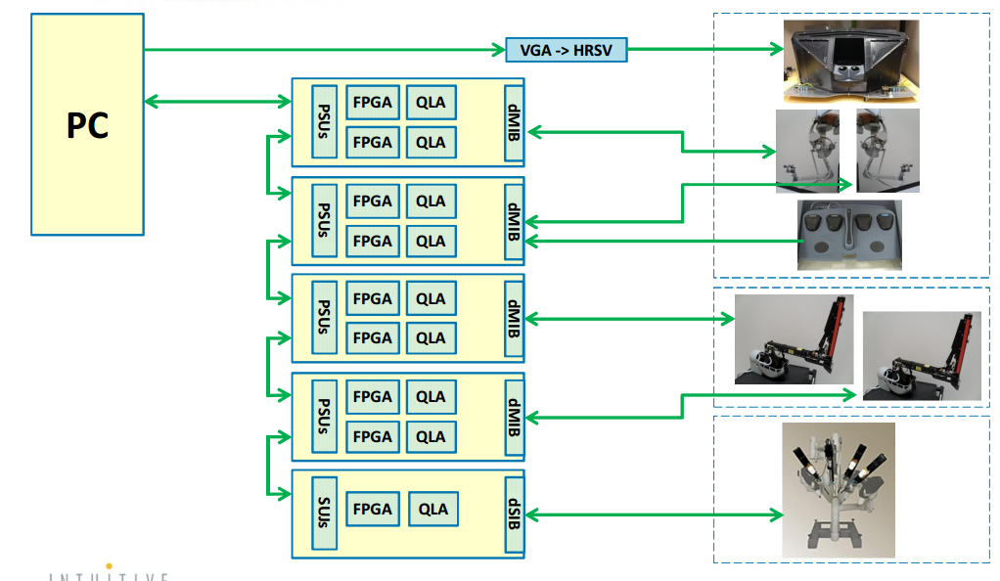 PC
VGA -> HRSV
PSUs
FPGA
QLA
FPGA
QLA
dMIB
PSUs
FPGA
QLA
FPGA
QLA
dMIB
PSUs
FPGA
QLA
FPGA
QLA
dMIB
PSUs
FPGA
QLA
FPGA
QLA
dMIB
SUJs
FPGA
QLA
dSIB
INTUITIVE